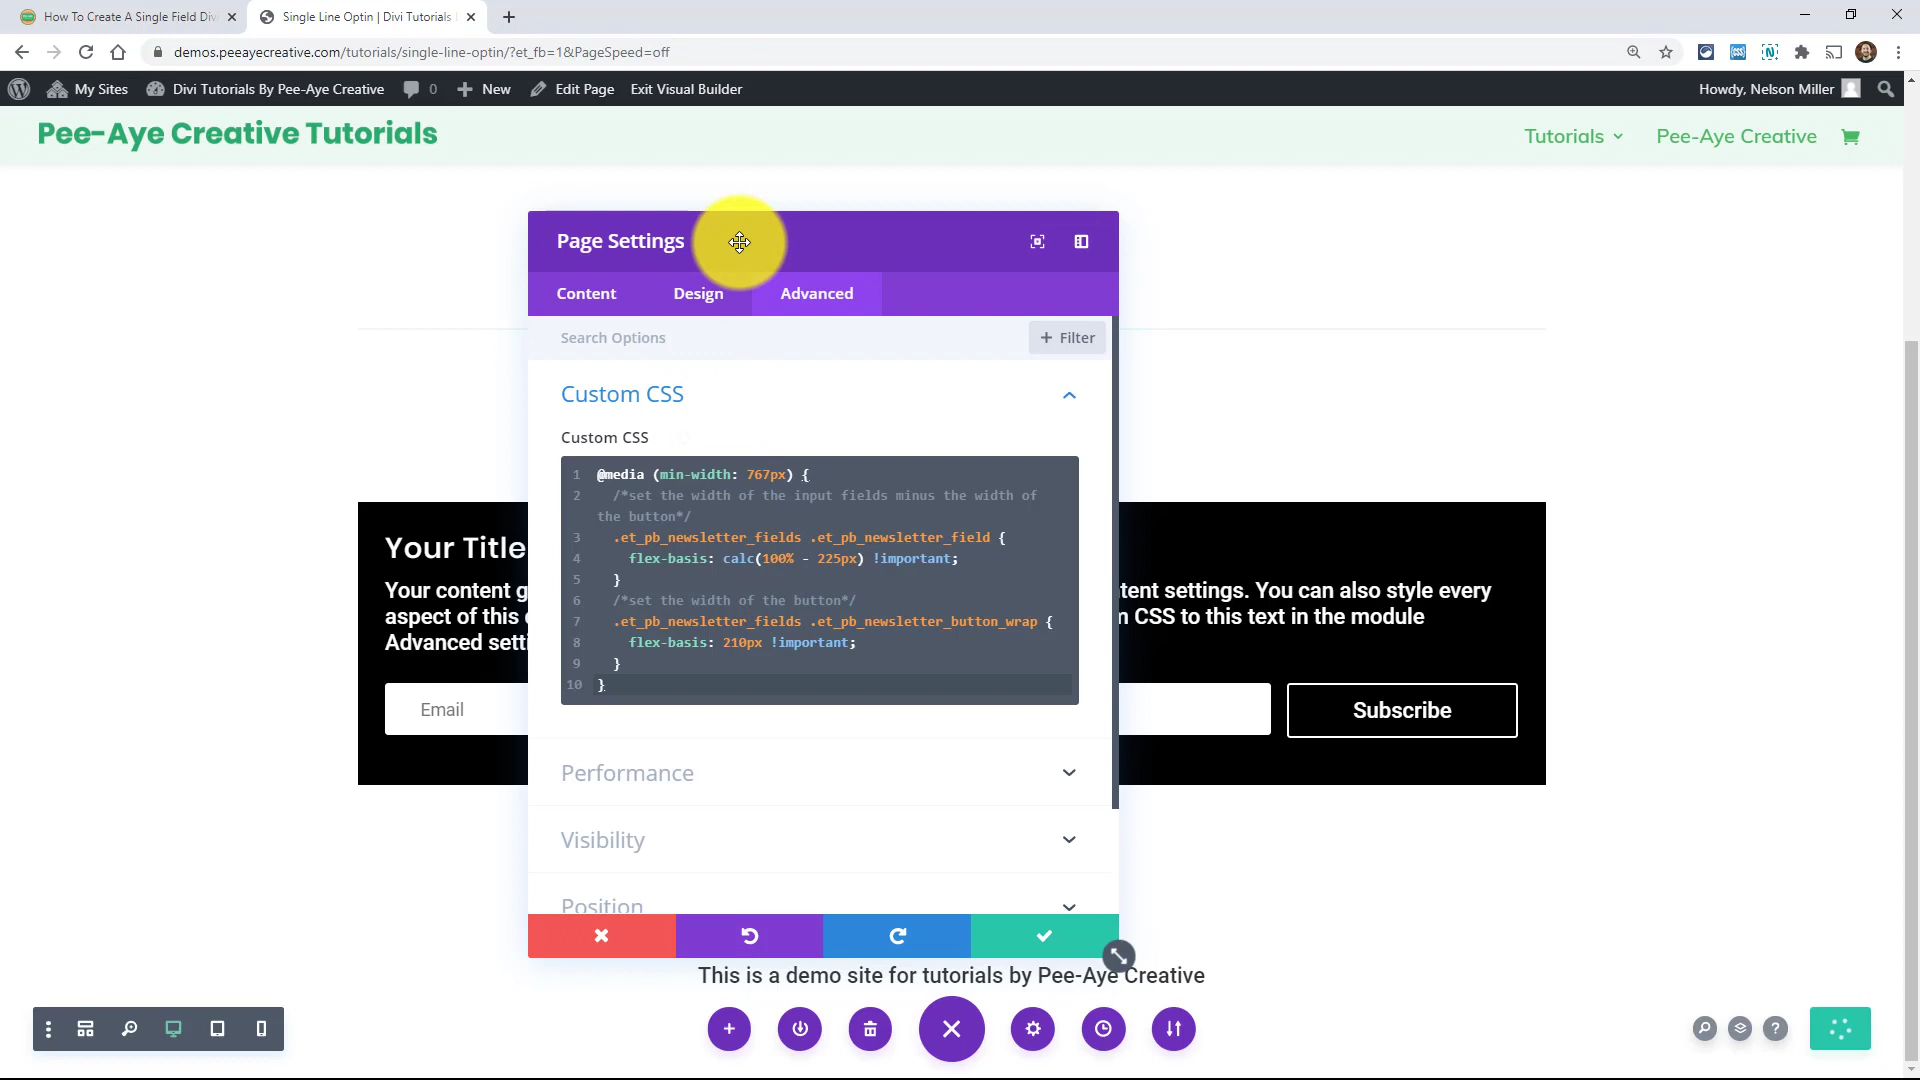 How To Create A Single Field Div
Single Line Optin | Divi Tutorials
demos.peeayecreative.com/tutorials/single-line-optin/?et_fb=1&PageSpeed=off
My Sites
Divi Tutorials By Pee-Aye Creative
0
New
Edit Page
Exit Visual Builder
Howdy, Nelson Miller
Pee-Aye Creative Tutorials
Tutorials
Pee-Aye Creative
Page Settings
Content
Design
Advanced
Search Options
+ Filter
Custom CSS
Custom CSS
1 @media (min-width: 767px) {
2 /*set the width of the input fields minus the width of
the button*/
3 .et_pb_newsletter_fields .et_pb_newsletter_field {
4 flex-basis: calc(100% - 225px) !important;
5 }
6 /*set the width of the button*/
7 .et_pb_newsletter_fields .et_pb_newsletter_button_wrap {
8 flex-basis: 210px !important;
9 }
10 }
Your Title
Your content g
tent settings. You can also style every
aspect of this
CSS to this text in the module
Advanced setti
Email
Subscribe
Performance
Visibility
Position
This is a demo site for tutorials by Pee-Aye Creative